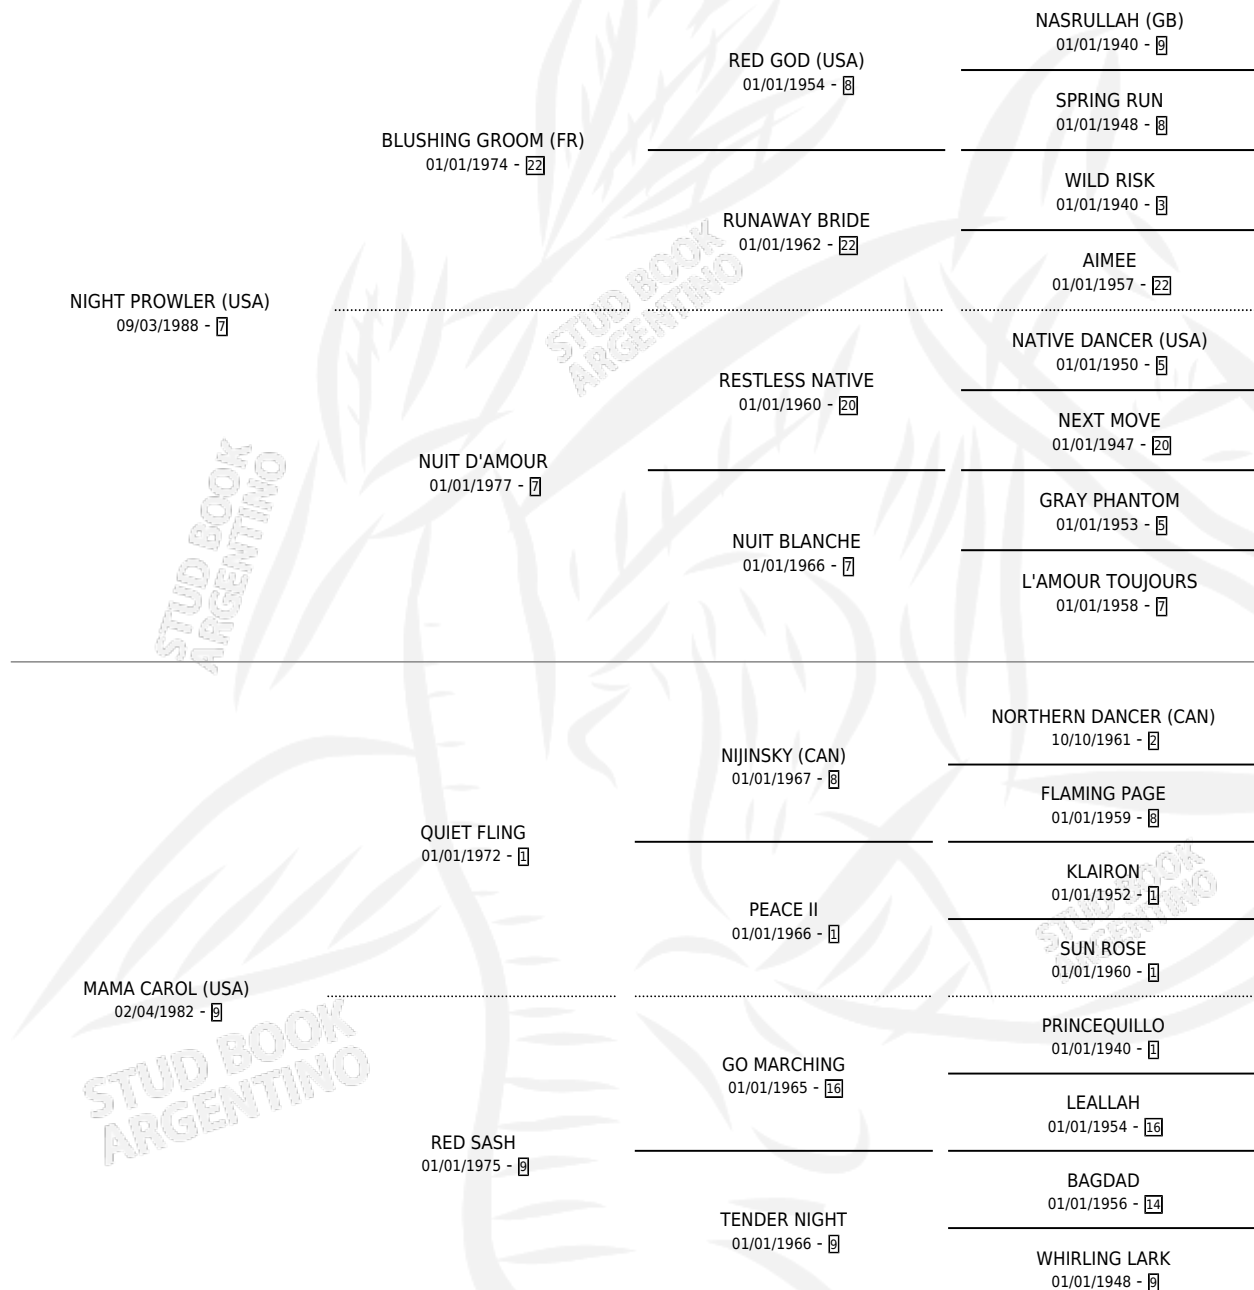 NASRULLAH (GB)
01/01/1940 - 9
RED GOD (USA)
01/01/1954 - 8
SPRING RUN
01/01/1948 - 8
BLUSHING GROOM (FR)
01/01/1974 - 22
WILD RISK
01/01/1940 - 3
RUNAWAY BRIDE
01/01/1962 - 22
AIMEE
01/01/1957 - 22
NIGHT PROWLER (USA)
09/03/1988 - 7
NATIVE DANCER (USA)
01/01/1950 - 5
RESTLESS NATIVE
01/01/1960 - 20
NEXT MOVE
01/01/1947 - 20
NUIT D'AMOUR
01/01/1977 - 7
GRAY PHANTOM
01/01/1953 - 5
NUIT BLANCHE
01/01/1966 - 7
L'AMOUR TOUJOURS
01/01/1958 - 7
NORTHERN DANCER (CAN)
10/10/1961 - 2
NIJINSKY (CAN)
01/01/1967 - 8
FLAMING PAGE
01/01/1959 - 8
QUIET FLING
01/01/1972 - 1
KLAIRON
01/01/1952 - 1
PEACE II
01/01/1966 - 1
SUN ROSE
01/01/1960 - 1
MAMA CAROL (USA)
02/04/1982 - 9
PRINCEQUILLO
01/01/1940 - 1
GO MARCHING
01/01/1965 - 16
LEALLAH
01/01/1954 - 16
RED SASH
01/01/1975 - 9
BAGDAD
01/01/1956 - 14
TENDER NIGHT
01/01/1966 - 9
WHIRLING LARK
01/01/1948 - 9
STUD BOOK
ARGENTINO
STUD BOOK
ARGENTINO
STUD BOOK
ARGENTINO
STUD BOOK
ARGENTINO